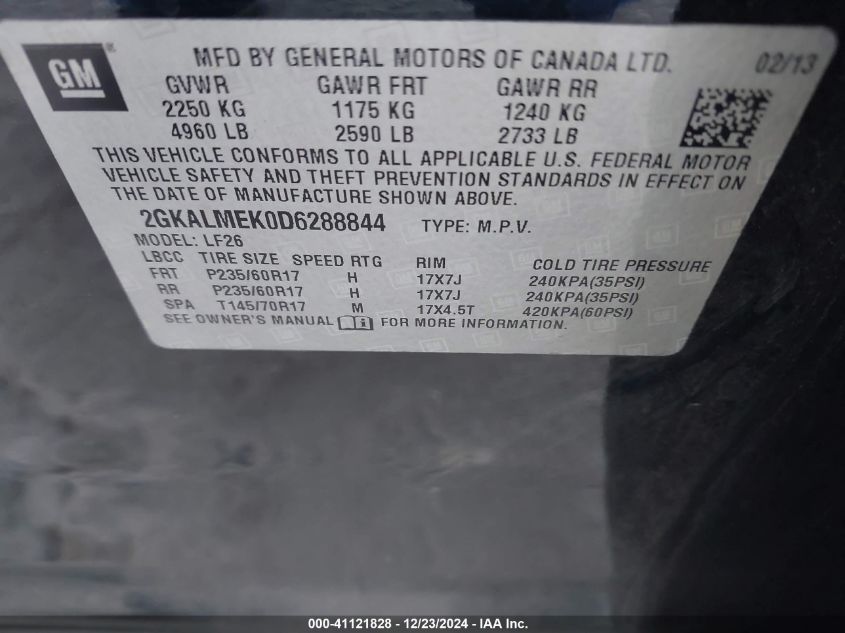 GM®
MFD BY GENERAL MOTORS OF CANADA LTD. 02/13
GVWR GAWR FRT GAWR RR
2250 KG 1175 KG 1240 KG
4960 LB 2590 LB 2733 LB
THIS VEHICLE CONFORMS TO ALL APPLICABLE U.S. FEDERAL MOTOR
VEHICLE SAFETY AND THEFT PREVENTION STANDARDS IN EFFECT ON
THE DATE OF MANUFACTURE SHOWN ABOVE.
2GKALMEK0D6288844 TYPE: M.P.V.
MODEL: LF26
LBCC TIRE SIZE SPEED RTG RIM COLD TIRE PRESSURE
FRT P235/60R17 H 17X7J 240KPA(35PSI)
RR P235/60R17 H 17X7J 240KPA(35PSI)
SPA T145/70R17 M 17X4.5T 420KPA(60PSI)
SEE OWNER'S MANUAL FOR MORE INFORMATION.
000-41121828 - 12/23/2024 - IAA Inc.